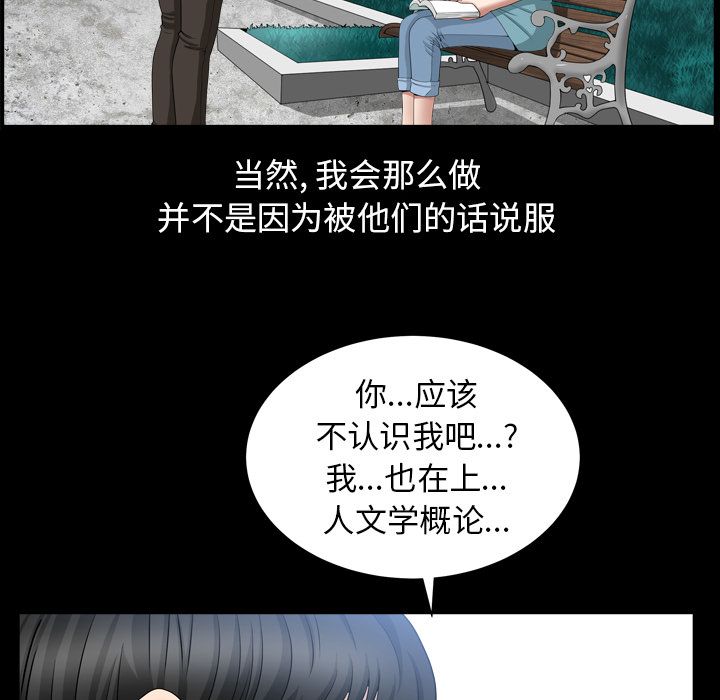 当然, 我会那么做
并不是因为被他们的话说服
你...应该
不认识我吧...?
我...也在上...
人文学概论...